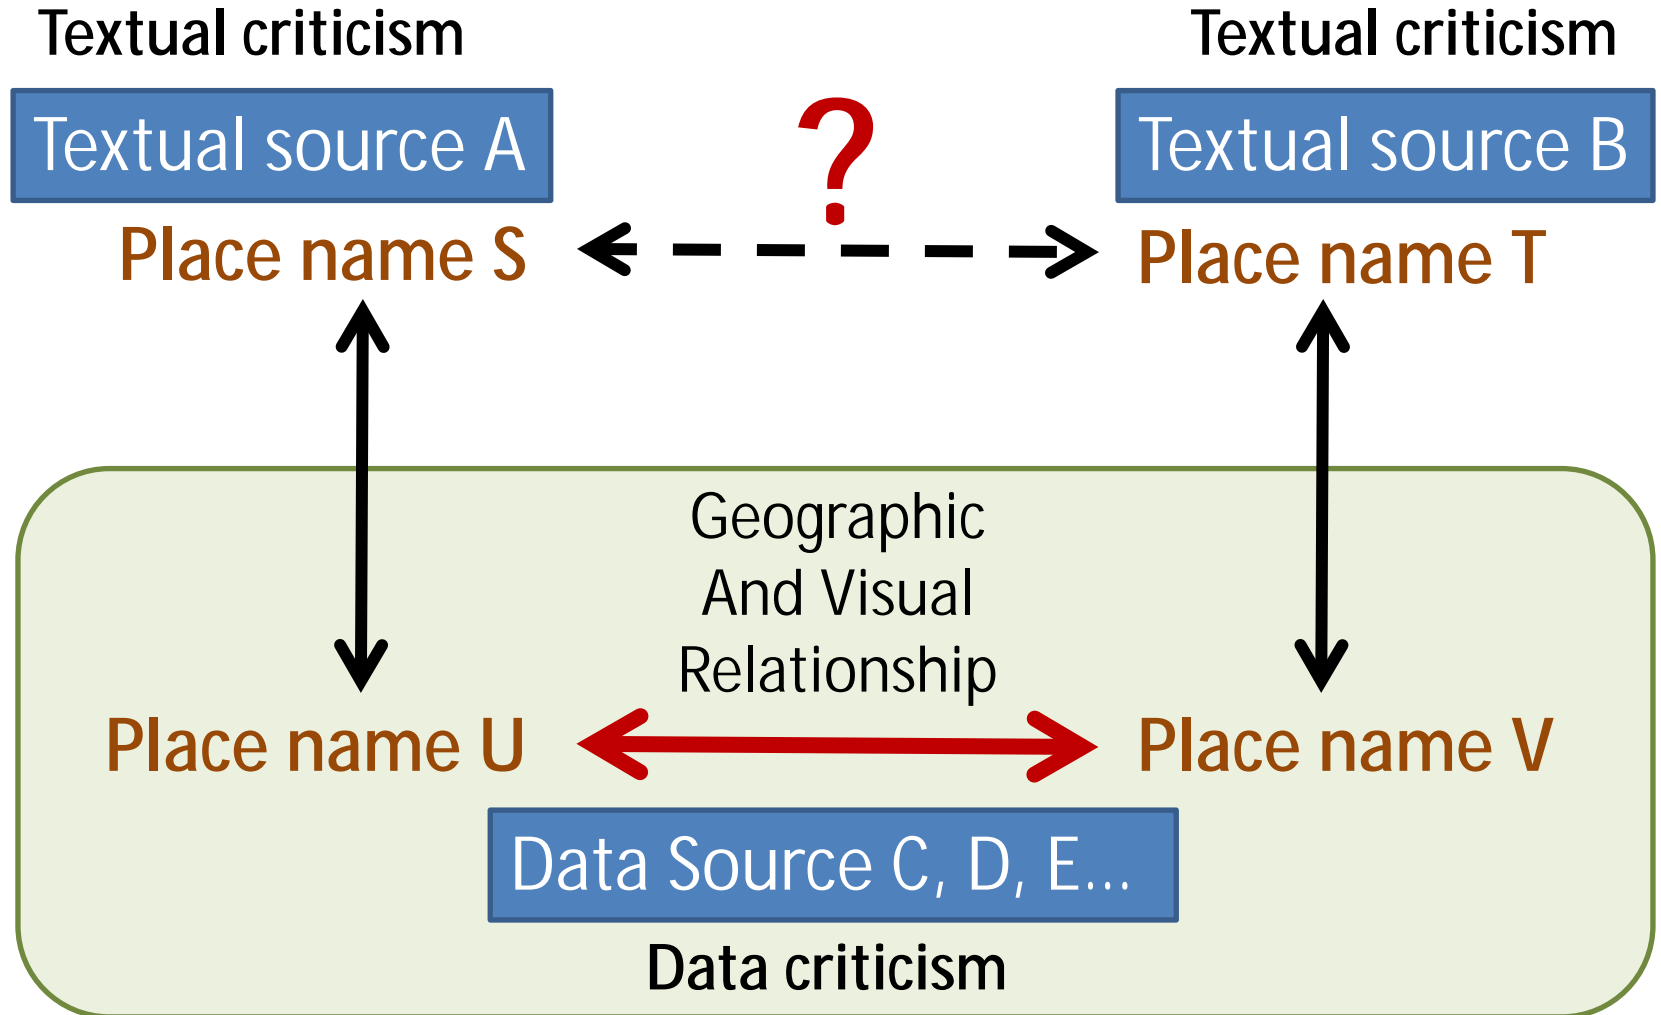 Textual criticism
Textual criticism
Textual source A
?
Textual source B
Place name S
Place name T
Geographic
And Visual
Relationship
Place name U
Place name V
Data Source C, D, E...
Data criticism